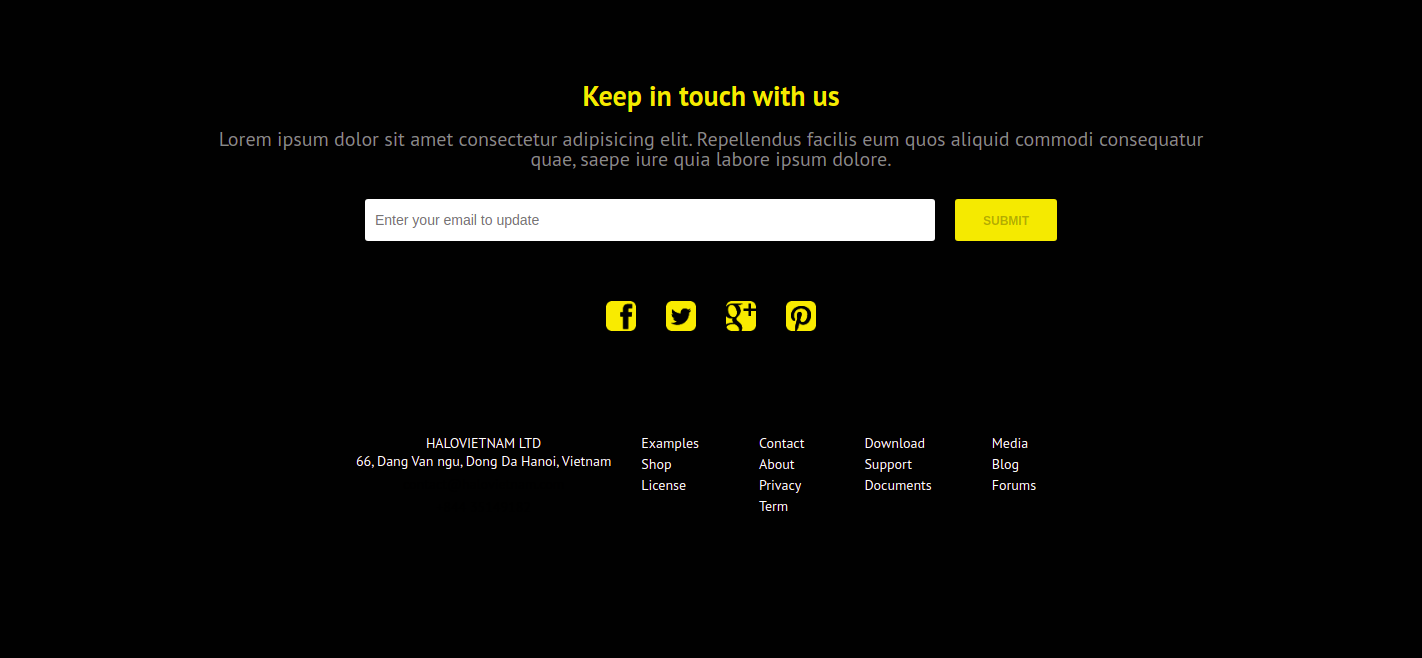 Keep in touch with us
Lorem ipsum dolor sit amet consectetur adipisicing elit. Repellendus facilis eum quos aliquid commodi consequatur
quae, saepe iure quia labore ipsum dolore.
Enter your email to update
SUBMIT
HALOVIETNAM LTD
66, Dang Van ngu, Dong Da Hanoi, Vietnam
Examples
Shop
License
Contact
About
Privacy
Term
Download
Support
Documents
Media
Blog
Forums